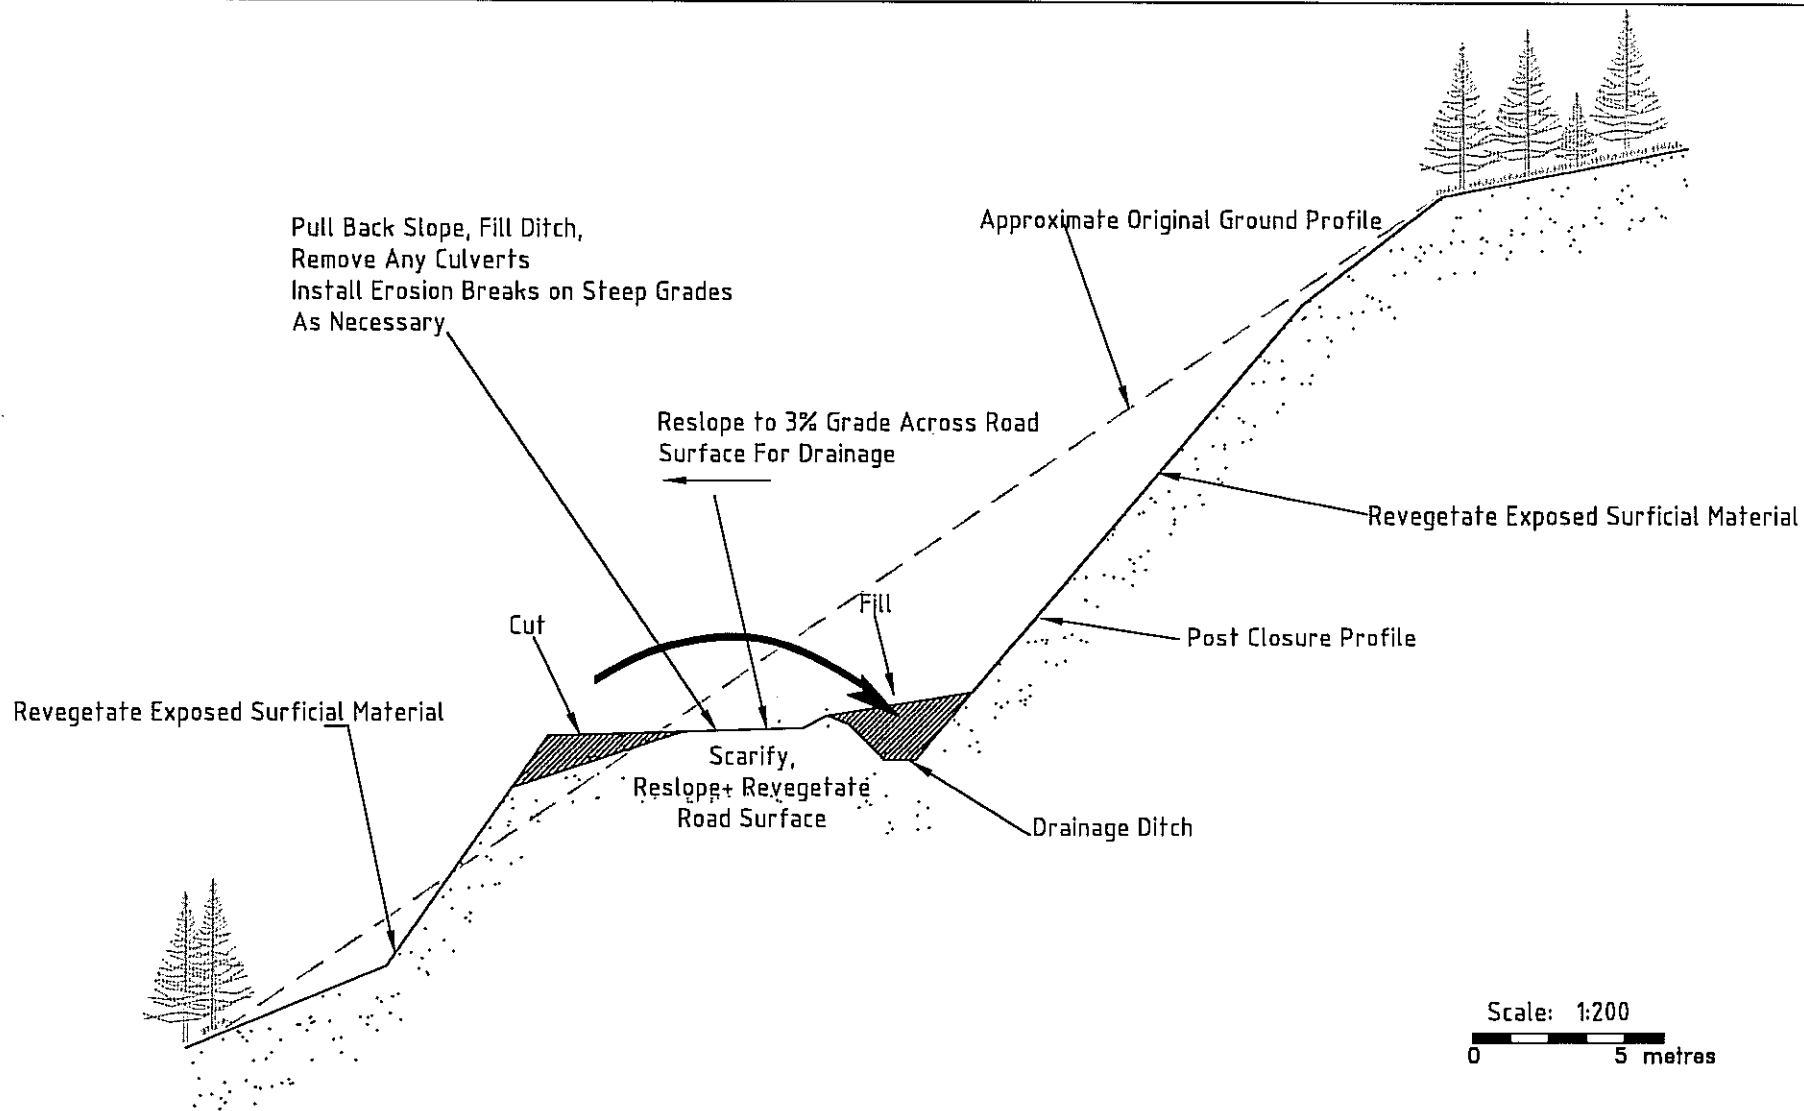 Pull Back Slope, Fill Ditch,
Remove Any Culverts
Install Erosion Breaks on Steep Grades
As Necessary
Approximate Original Ground Profile
Reslope to 3% Grade Across Road
Surface For Drainage
Revegetate Exposed Surficial Material
Fill
Cut
Post Closure Profile
Revegetate Exposed Surficial Material
Scarify,
Reslope+ Revegetate
Road Surface
Drainage Ditch
Scale: 1:200
0 5 metres